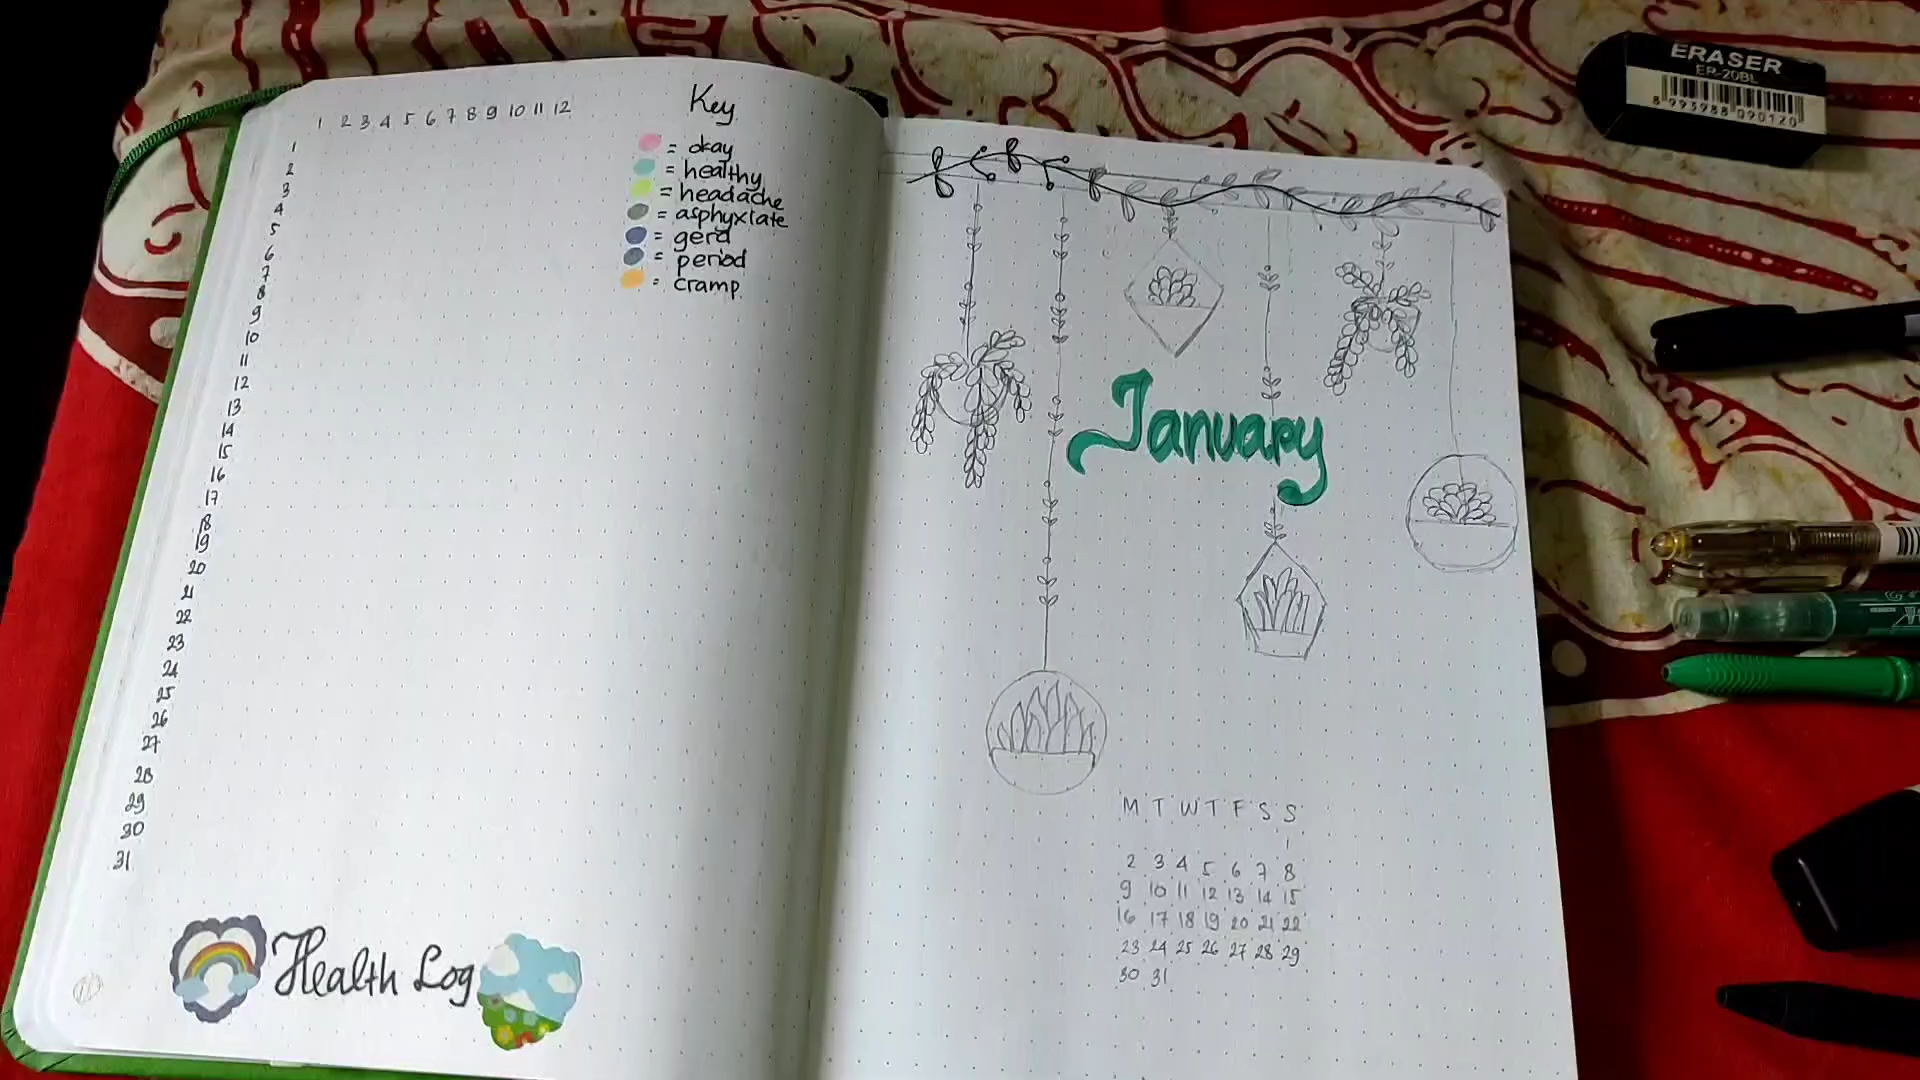 1 2 3 4 5 6 7 8 9 10 11 12
1
2
3
4
5
6
7
8
9
10
11
12
13
14
15
16
17
18
19
20
21
22
23
24
25
26
27
28
29
30
31
Key
= okay
= healthy
= headache
= asphyxiate
= gerd
= period
= cramp
Health Log
January
M T W T F S S
1
2 3 4 5 6 7 8
9 10 11 12 13 14 15
16 17 18 19 20 21 22
23 24 25 26 27 28 29
30 31
ERASER
ER-20BL
8 993988 090120